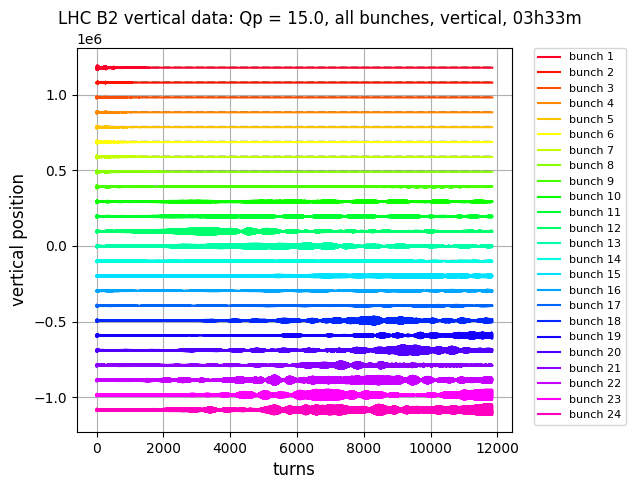 LHC B2 vertical data: Qp = 15.0, all bunches, vertical, 03h33m
1e6
1.0
0.5
0.0
−0.5
−1.0
vertical position
0 2000 4000 6000 8000 10000 12000
turns
bunch 1
bunch 2
bunch 3
bunch 4
bunch 5
bunch 6
bunch 7
bunch 8
bunch 9
bunch 10
bunch 11
bunch 12
bunch 13
bunch 14
bunch 15
bunch 16
bunch 17
bunch 18
bunch 19
bunch 20
bunch 21
bunch 22
bunch 23
bunch 24